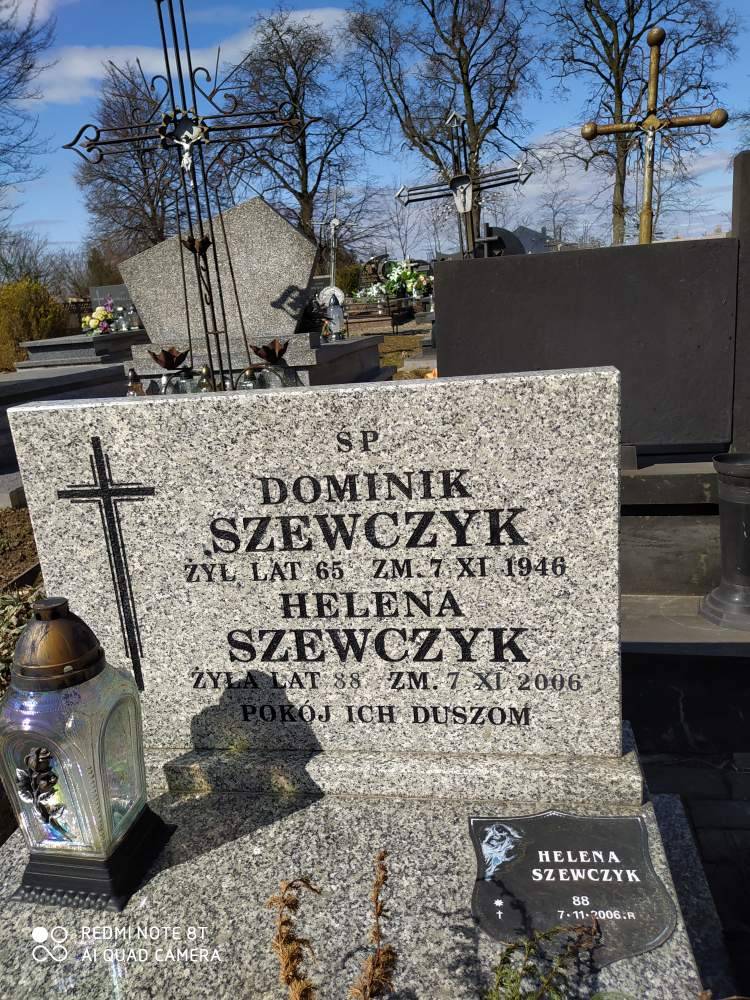 SP
DOMINIK
SZEWCZYK
ŻYŁ LAT 65 ZM. 7 XI 1946
HELENA
SZEWCZYK
ŻYŁA LAT 88 ZM. 7 XI 2006
POKÓJ ICH DUSZOM
HELENA
SZEWCZYK
88
7-11-2006.R
REDMI NOTE 8T
AI QUAD CAMERA